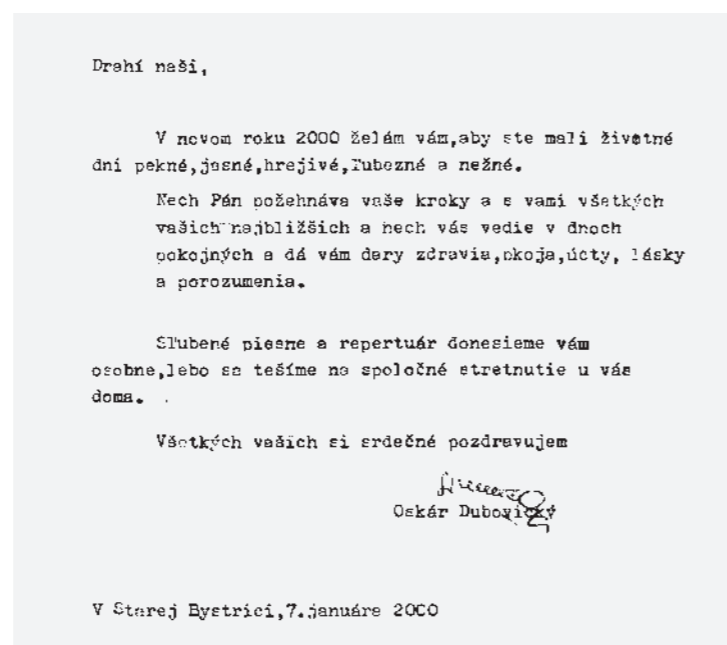 Drahí naši,
V novom roku 2000 želám vám,aby ste mali životné
dni pekné,jasné,hrejivé,ľubezné a nežné.
Nech Pán požehnáva vaše kroky a s vami všetkých
vašich najbližších a nech vás vedie v dnoch
pokojných a dá vám dary zdravia,pkoja,úcty, lásky
a porozumenia.
Sľubené piesne a repertuár donesieme vám
osobne,lebo sa tešíme na spoločné stretnutie u vás
doma.
Všetkých vašich si srdečné pozdravujem
Oskár Dubovický
V Starej Bystrici,7.januáre 2000